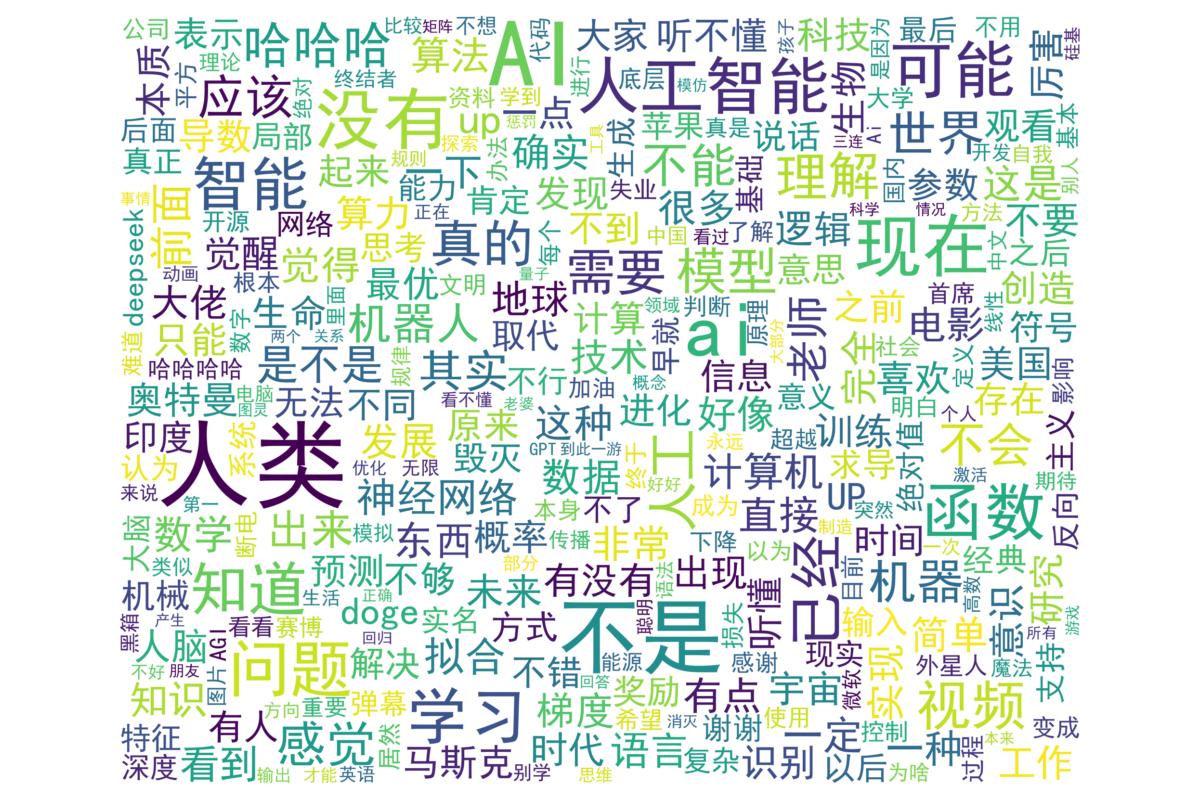 公司 表示 哈哈哈 比较 矩阵 不想 代码 AI 大家 听不懂 孩子 科技 最后 不用 硅基
本质 平方 理论 绝对 终结者 算法 进行 底层 模仿 人工智能 生物 是因为 可能 厉害
应该 没有 资料 学到 up 惩罚 一点 工具 苹果 真是 说话 三连 Ai 大学 世界 观看 基本
后面 导数 局部 探索 办法 确实 生成 不能 基础 理解 国内 开发 自我 别人
真正 起来 规则 一下 发现 失业 很多 参数 这是
事情 智能 能力 肯定 科学 情况 方法 不要
deepseek 前面 开源 网络 算力 正在 真的 每个 不到 中国 看过 了解 逻辑 现在 中文 之后
觉醒 觉得 思考 量子 需要 模型 意思 创造
动画 根本 最优 文明 地球 领域 判断 原理 之前 首席 线性
大佬 生命 里面 机器人 取代 计算 早就 ai 大部分 老师 电影 符号
难道 只能 数字 两个 关系 技术 完全 社会 定义 美国 影响
哈哈哈哈 是不是 规律 其实 不行 加油 概念 信息 意义 喜欢
奥特曼 电脑 图灵 无法 不同 看不懂 老婆 进化 好像 明白 个人 存在
印度 系统 发展 原来 这种 人工 永远 超越 训练 绝对值 不会 主义
人类 认为 毁灭 GPT 到此一游 终于 计算机 求导 激活
来说 第一 优化 无限 神经网络 数据 好好 成为 直接 UP 突然 函数 期待 反向
大脑 数学 断电 出来 模拟 东西 概率 本身 不了 制造 时间 一次
类似 传播 非常 下降 以为 已经 目前 经典
机械 知道 生活 预测 正确 不够 未来 部分 有没有 语法 出现 机器 高数 意识 研究
黑箱 产生 doge 实名 方式 不是 聪明 损失 听懂 输入 简单 游戏
人脑 AGI 看看 赛博 回归 所有
不好 朋友 问题 解决 拟合 不错 能源 感谢 现实 实现 外星人 魔法 支持
知识 图片 方向 重要 弹幕 学习 回答 奖励 有点 宇宙 微软 视频
特征 有人 感觉 居然 梯度 希望 消灭 谢谢 使用 一定 控制 一种 本来 变成
深度 看到 输出 才能 英语 马斯克 别学 时代 思维 语言 复杂 识别 以后 为啥 过程 工作